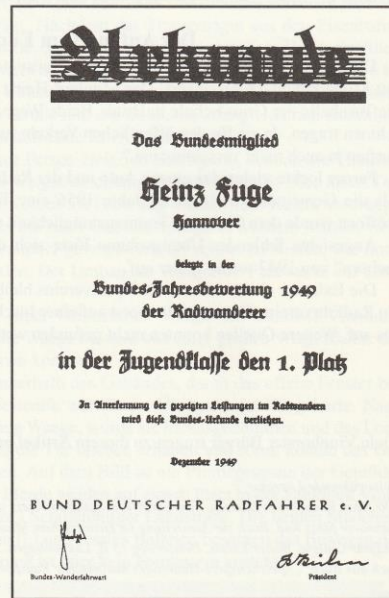 Urkunde
Das Bundesmitglied
Heinz Fuge
Hannover
belegte in der
Bundes-Jahresbewertung 1949
der Radwanderer
in der Jugendklasse den 1. Platz
In Anerkennung der gezeigten Leistungen im Radwandern
wird die Bundes-Urkunde verliehen.
Dezember 1949
BUND DEUTSCHER RADFAHRER e. V.
Bundes-Wanderfahrwart
Präsident